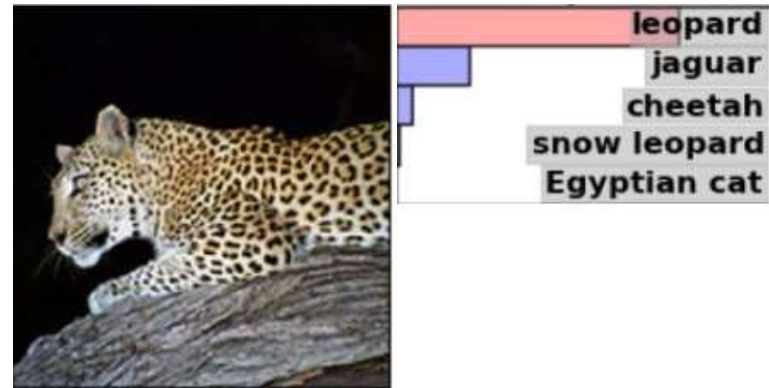 leopard
jaguar
cheetah
snow leopard
Egyptian cat